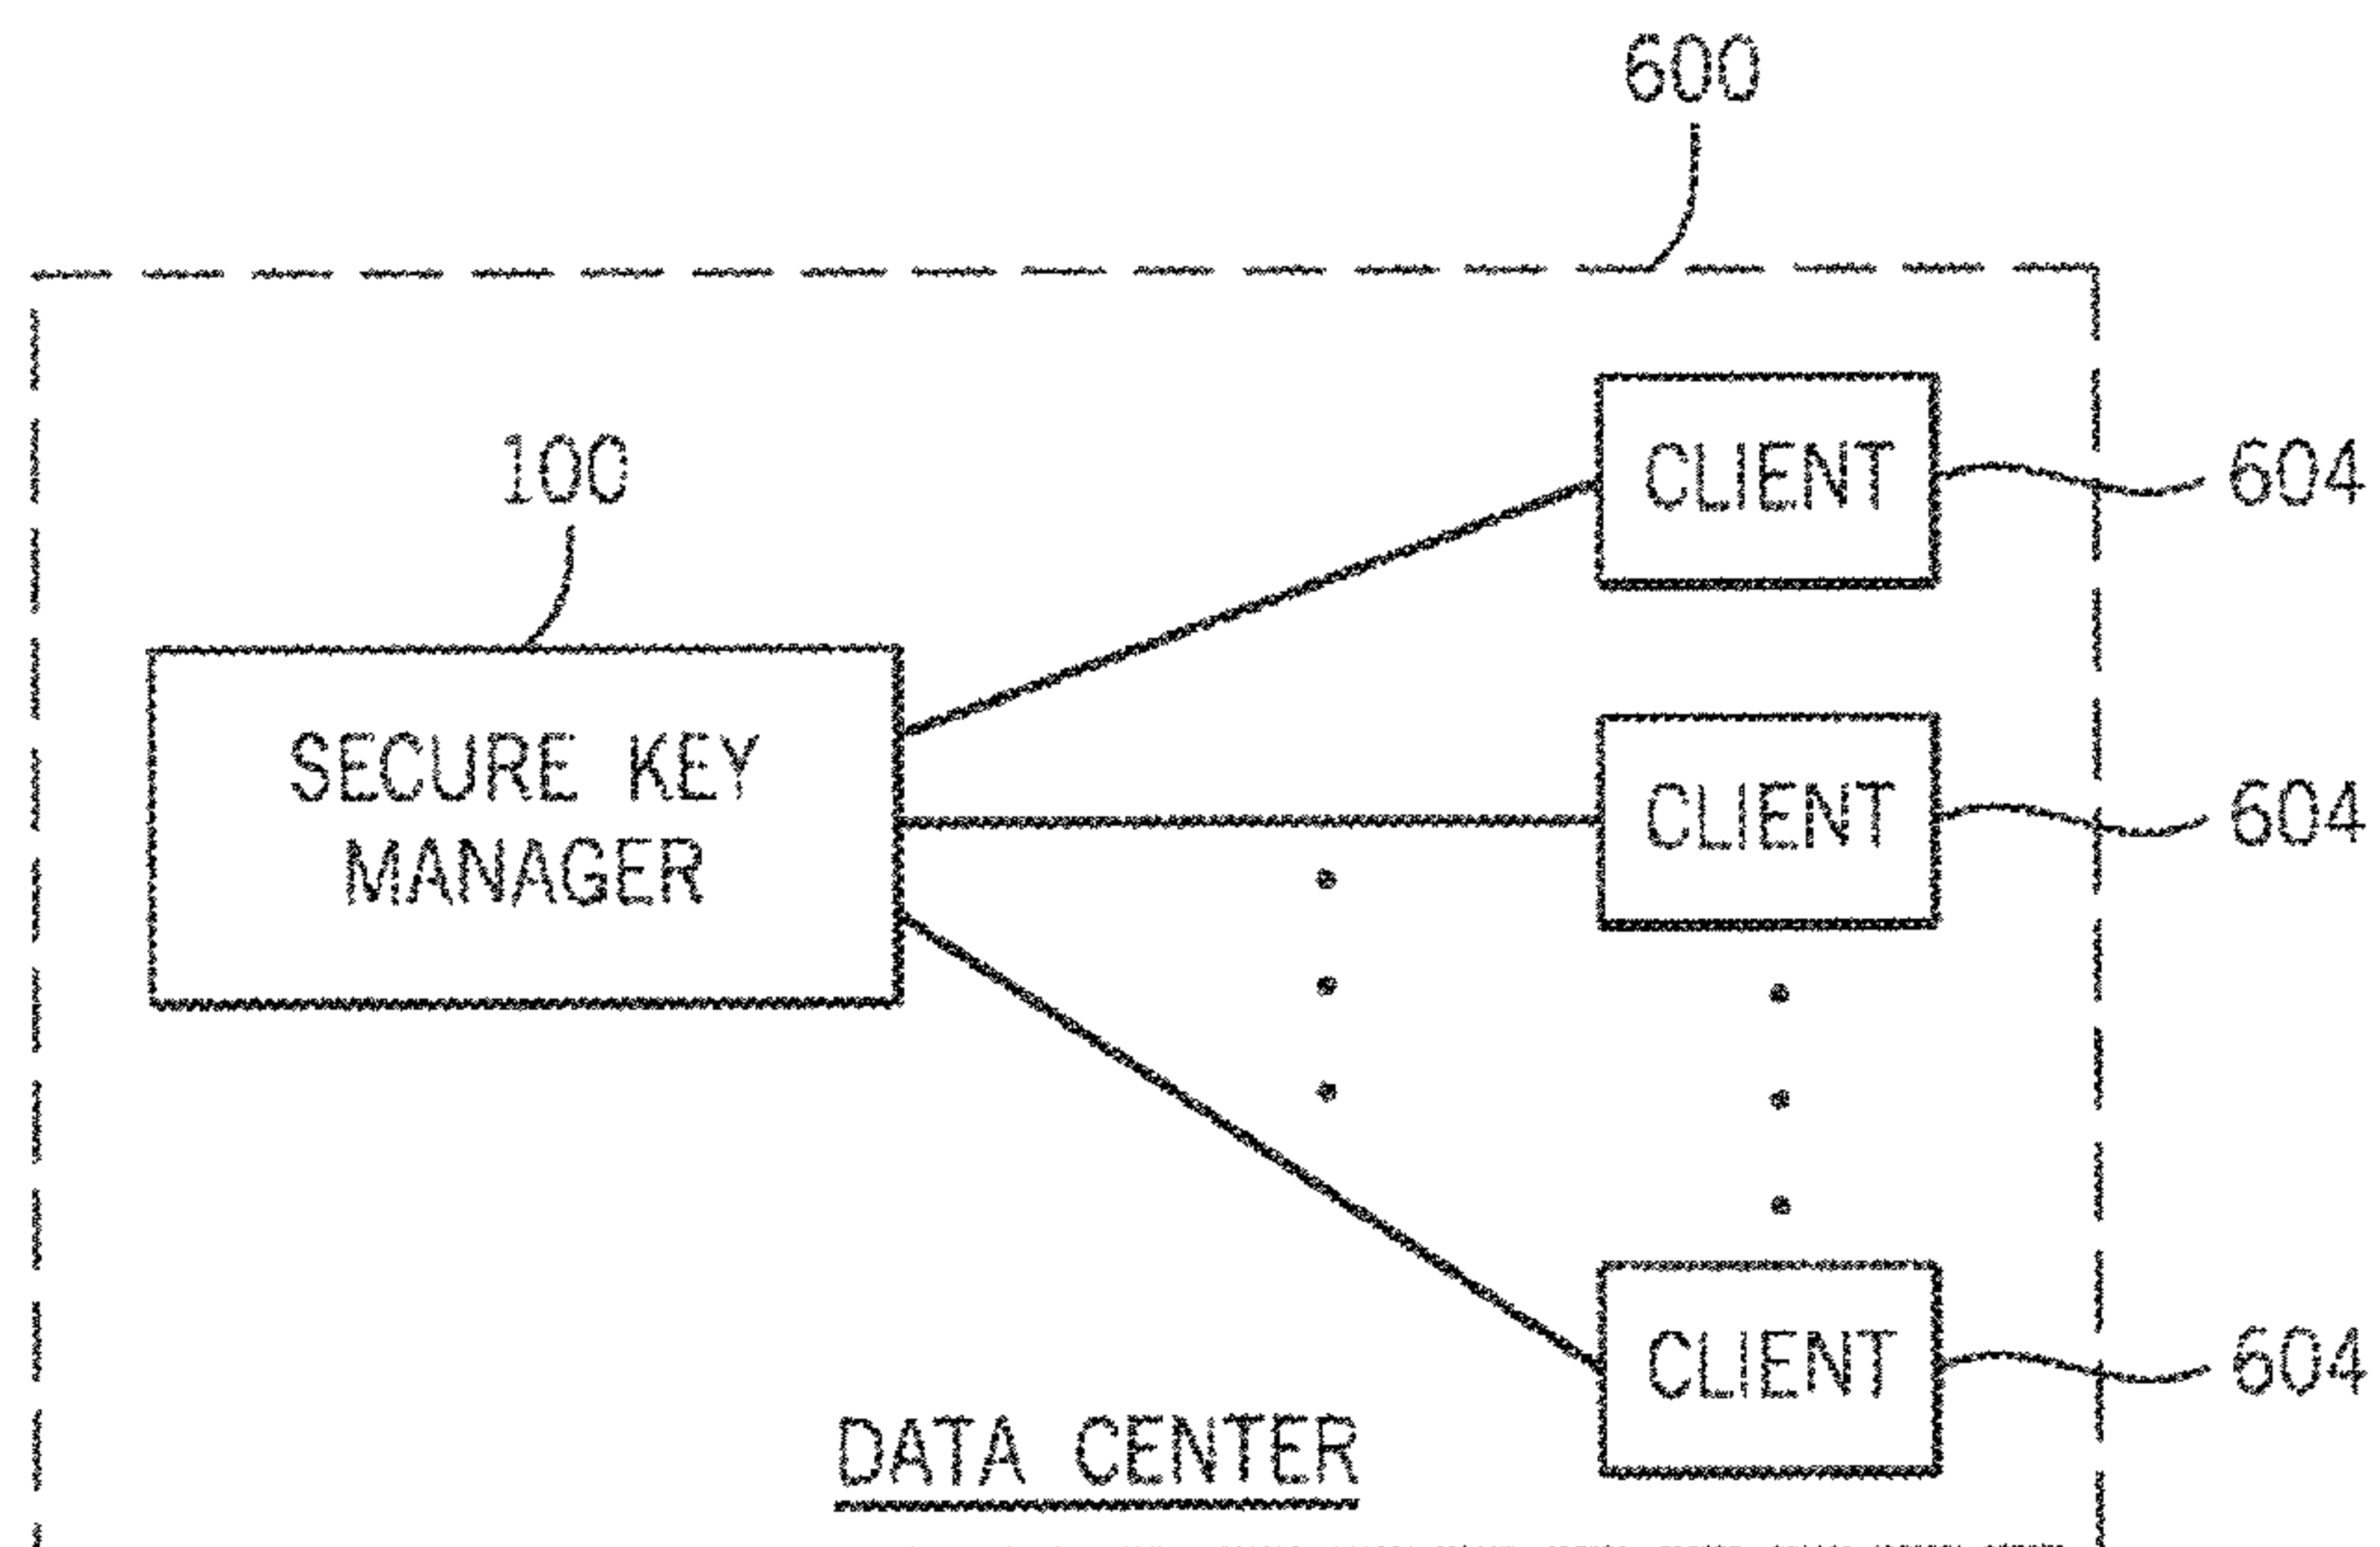 600
100
CLIENT
604
SECURE KEY
MANAGER
CLIENT
604
CLIENT
604
DATA CENTER